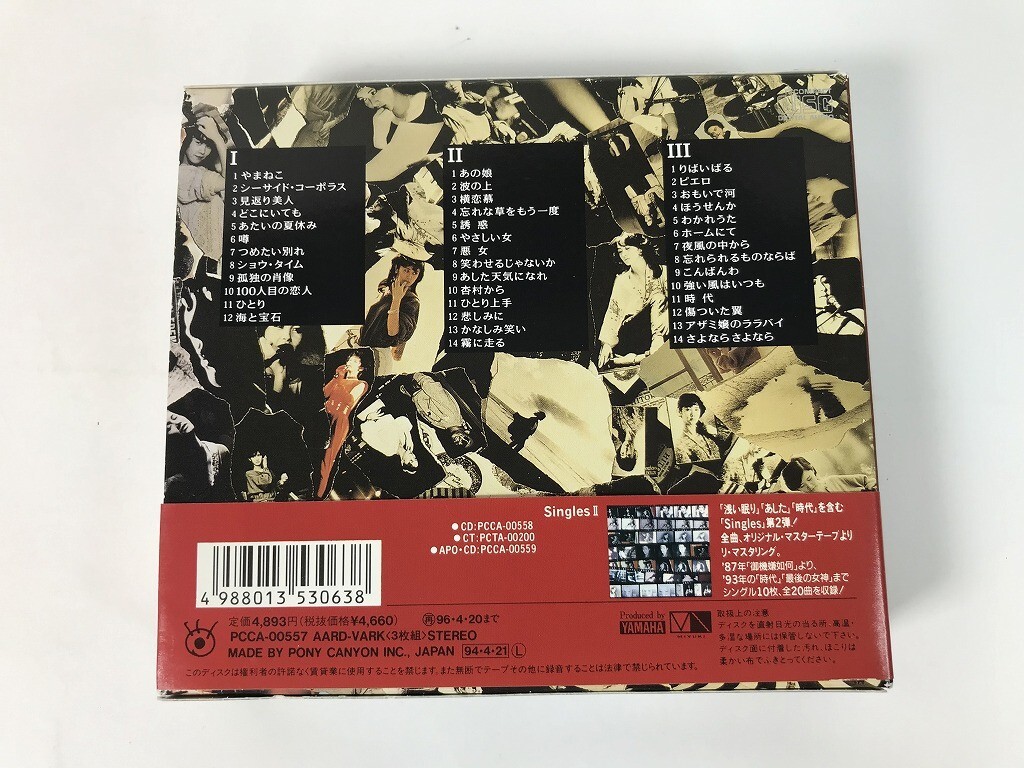 COMPACT
DISC
DIGITAL AUDIO
I
1 やまねこ
2 シーサイド・コーポラス
3 見返り美人
4 どこにいても
5 あたいの夏休み
6 噂
7 つめたい別れ
8 ショウ・タイム
9 孤独の肖像
10 100人目の恋人
11 ひとり
12 海と宝石
II
1 あの娘
2 波の上
3 横恋慕
4 忘れな草をもう一度
5 誘惑
6 やさしい女
7 悪女
8 笑わせるじゃないか
9 あした天気になれ
10 杏村から
11 ひとり上手
12 悲しみに
13 かなしみ笑い
14 霧に走る
III
1 りばいばる
2 ピエロ
3 おもいで河
4 ほうせんか
5 わかれうた
6 ホームにて
7 夜風の中から
8 忘れられるものならば
9 こんばんわ
10 強い風はいつも
11 時代
12 傷ついた翼
13 アザミ嬢のララバイ
14 さよならさよなら
Singles II
●CD:PCCA-00558
●CT:PCTA-00200
●APO・CD:PCCA-00559
「浅い眠り」「あした」「時代」を含む
「Singles」第2弾!
全曲、オリジナル・マスターテープより
リ・マスタリング。
'87年「御機嫌如何」より、
'93年の「時代」「最後の女神」まで
シングル10枚、全20曲を収録!
4 988013 530638
定価4,893円(税抜価格¥4,660) 再96・4・20まで
PCCA-00557 AARD-VARK〈3枚組〉STEREO
MADE BY PONY CANYON INC., JAPAN 94・4・21 L
Produced by
YAMAHA
MIYUKI
取扱上の注意
ディスクを直射日光の当る所、高温・
多湿な場所には保管しないで下さい。
ディスク面に付着した汚れ、ほこりは
柔かい布でふきとってください。
このディスクは権利者の許諾なく賃貸業に使用することを禁じます。また無断でテープその他に録音することは法律で禁じられています。